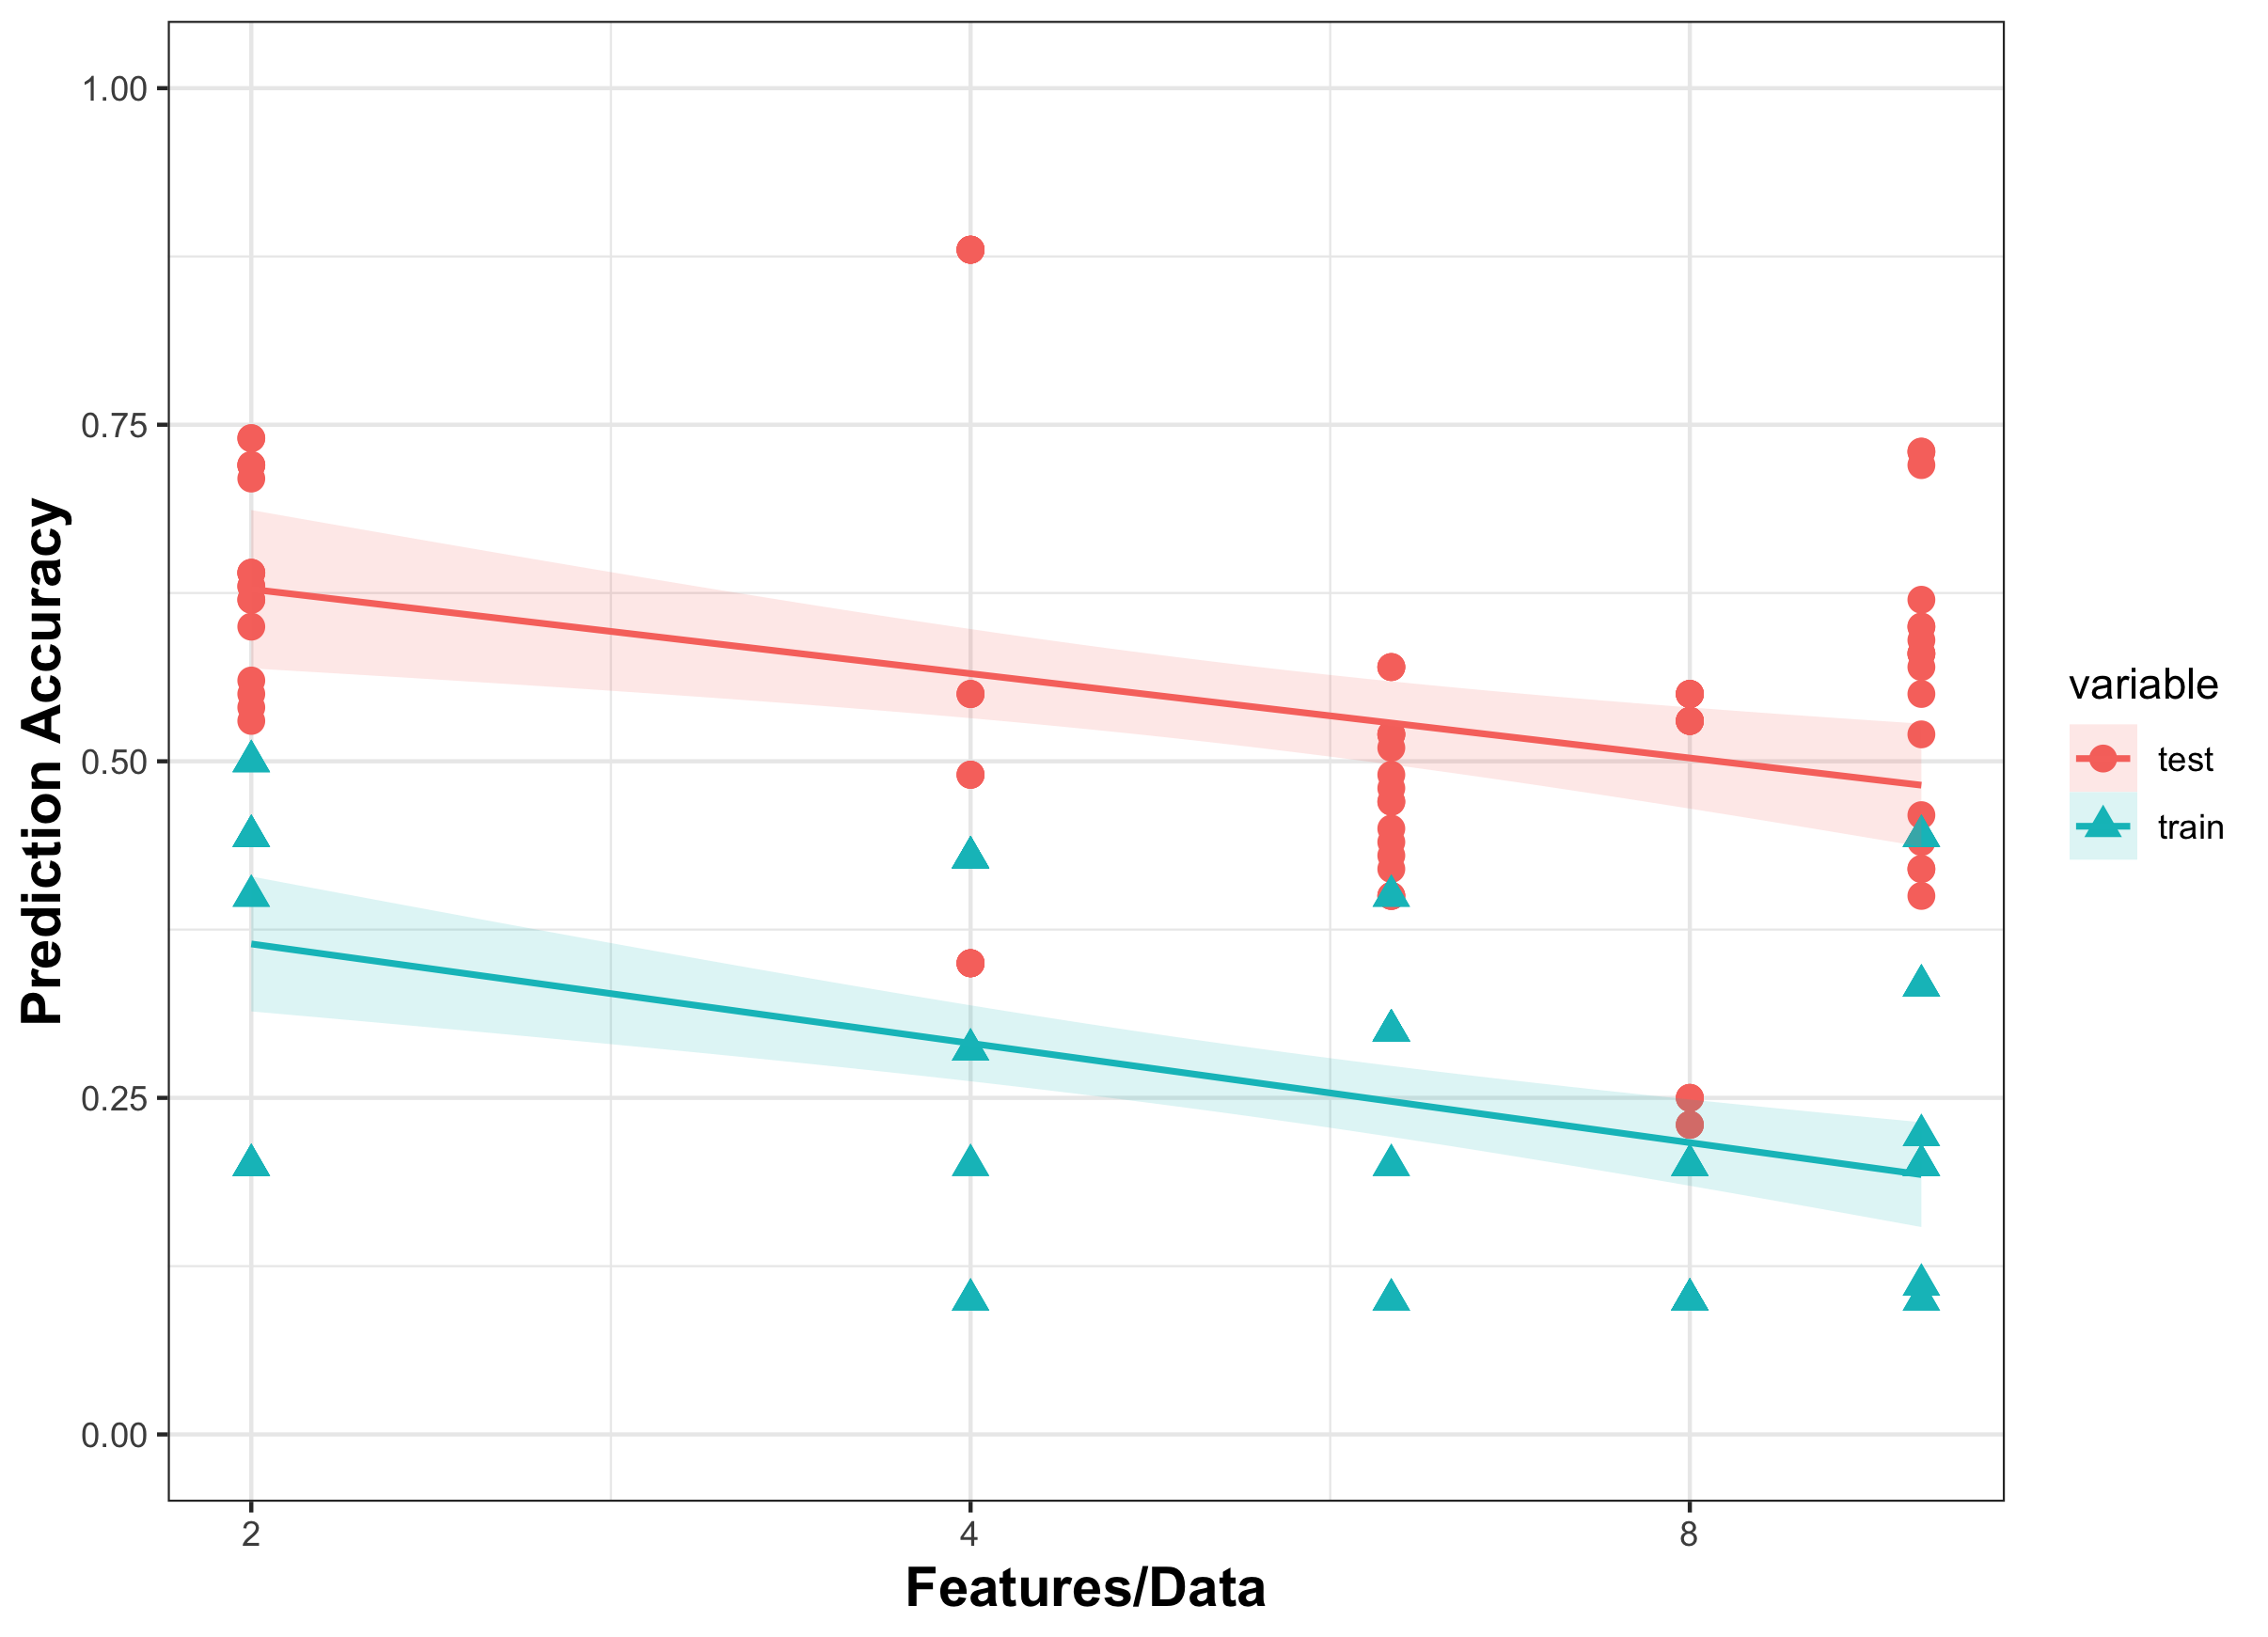 1.00
0.75
0.50
0.25
0.00
Prediction Accuracy
2 4 8
Features/Data
variable
test
train